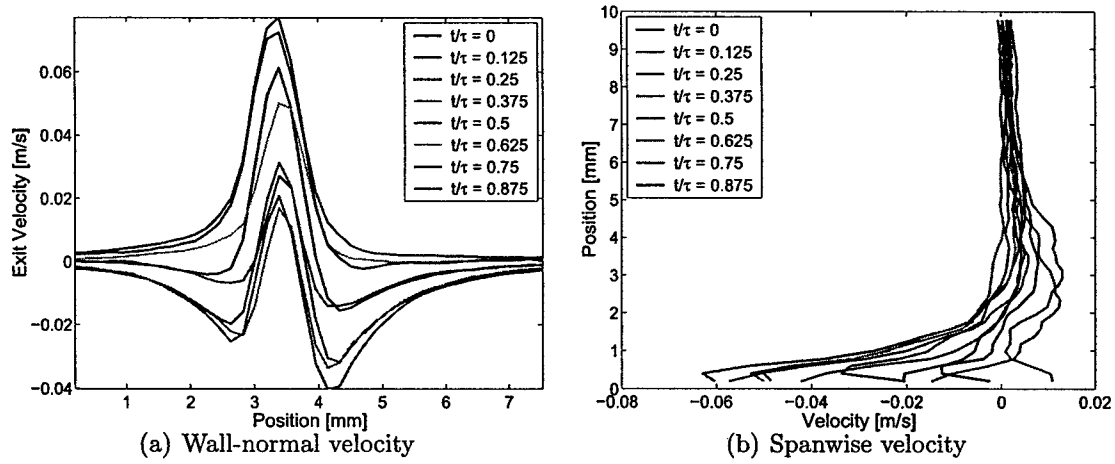 0.06
0.04
0.02
0
−0.02
−0.04
Exit Velocity [m/s]
1 2 3 4 5 6 7
Position [mm]
t/τ = 0
t/τ = 0.125
t/τ = 0.25
t/τ = 0.375
t/τ = 0.5
t/τ = 0.625
t/τ = 0.75
t/τ = 0.875
(a) Wall-normal velocity
10
9
8
7
6
5
4
3
2
1
0
Position [mm]
−0.08 −0.06 −0.04 −0.02 0 0.02
Velocity [m/s]
t/τ = 0
t/τ = 0.125
t/τ = 0.25
t/τ = 0.375
t/τ = 0.5
t/τ = 0.625
t/τ = 0.75
t/τ = 0.875
(b) Spanwise velocity